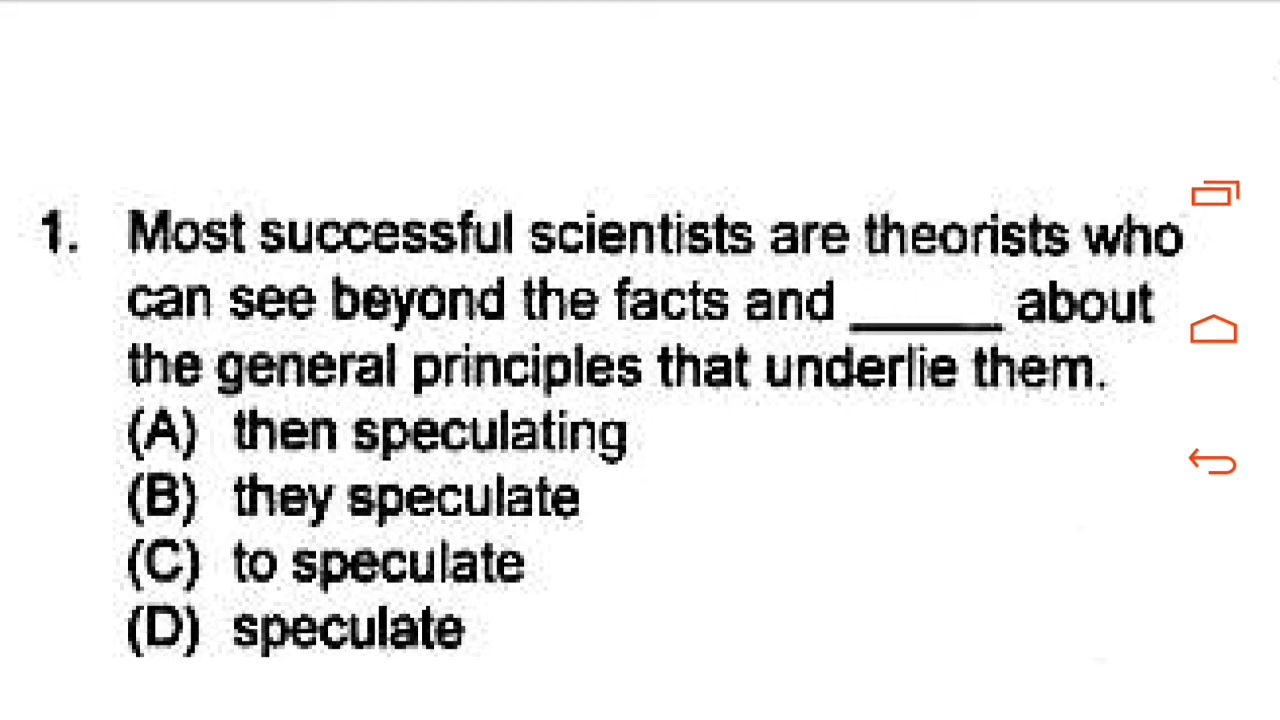 1. Most successful scientists are theorists who
can see beyond the facts and ______ about
the general principles that underlie them.
(A) then speculating
(B) they speculate
(C) to speculate
(D) speculate